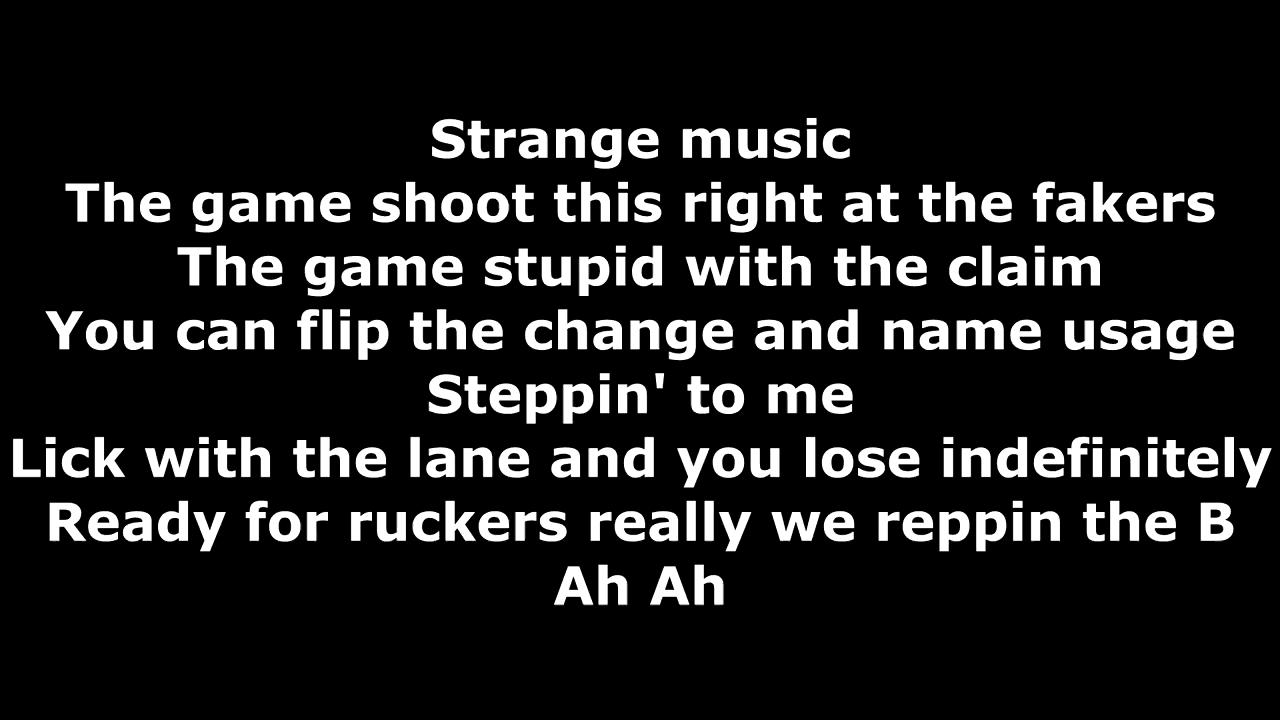 Strange music
The game shoot this right at the fakers
The game stupid with the claim
You can flip the change and name usage
Steppin' to me
Lick with the lane and you lose indefinitely
Ready for ruckers really we reppin the B
Ah Ah